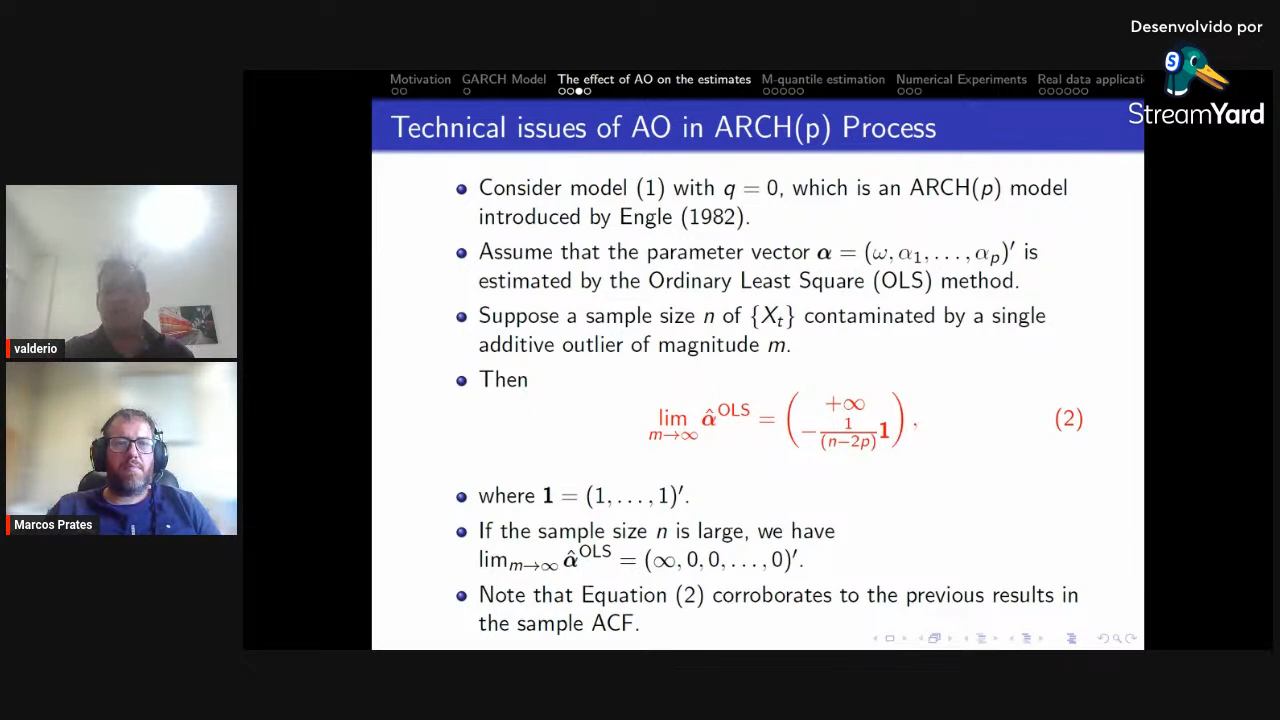 Desenvolvido por
StreamYard
Motivation GARCH Model The effect of AO on the estimates M-quantile estimation Numerical Experiments Real data applicati
Technical issues of AO in ARCH(p) Process
Consider model (1) with q = 0, which is an ARCH(p) model
introduced by Engle (1982).
Assume that the parameter vector α = (ω, α₁, . . . , αₚ)′ is
estimated by the Ordinary Least Square (OLS) method.
Suppose a sample size n of {Xₜ} contaminated by a single
additive outlier of magnitude m.
Then
lim_{m→∞} α̂^{OLS} = ( +∞ ; −1/(n−2p) 1 ) , (2)
where 1 = (1, . . . , 1)′.
If the sample size n is large, we have
lim_{m→∞} α̂^{OLS} = (∞, 0, 0, . . . , 0)′.
Note that Equation (2) corroborates to the previous results in
the sample ACF.
valderio
Marcos Prates